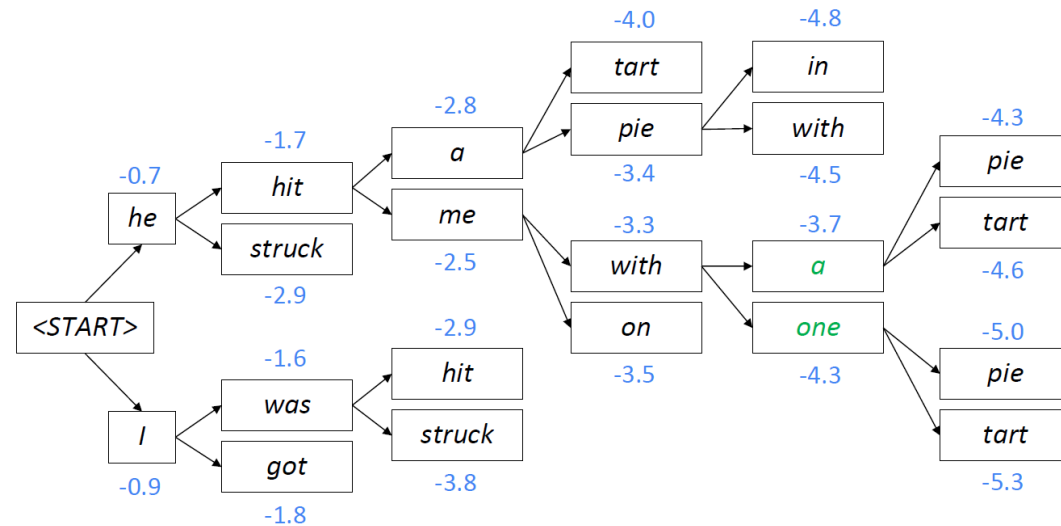 <START>
-0.7
he
I
-0.9
-1.7
hit
struck
-2.9
-1.6
was
got
-1.8
-2.8
a
me
-2.5
-2.9
hit
struck
-3.8
-4.0
tart
pie
-3.4
-3.3
with
on
-3.5
-4.8
in
with
-4.5
-3.7
a
one
-4.3
-4.3
pie
tart
-4.6
-5.0
pie
tart
-5.3